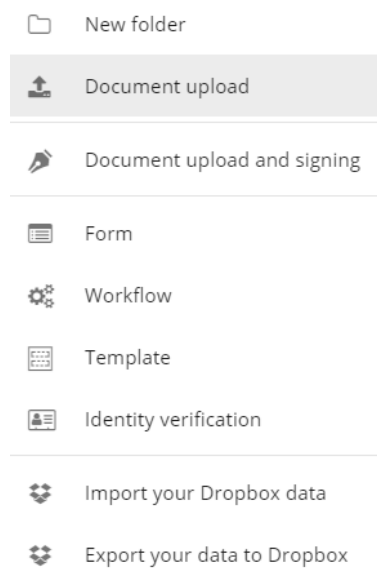 New folder
Document upload
Document upload and signing
Form
Workflow
Template
Identity verification
Import your Dropbox data
Export your data to Dropbox